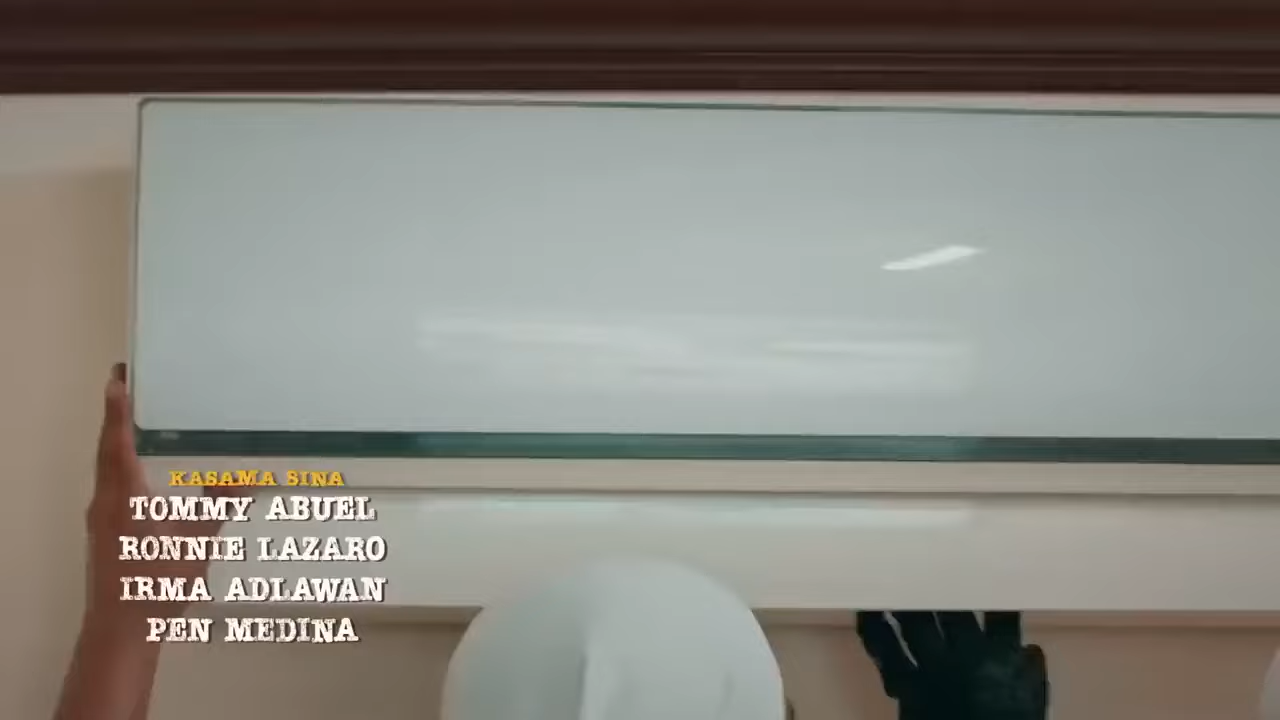 KASAMA SINA
TOMMY ABUEL
RONNIE LAZARO
IRMA ADLAWAN
PEN MEDINA